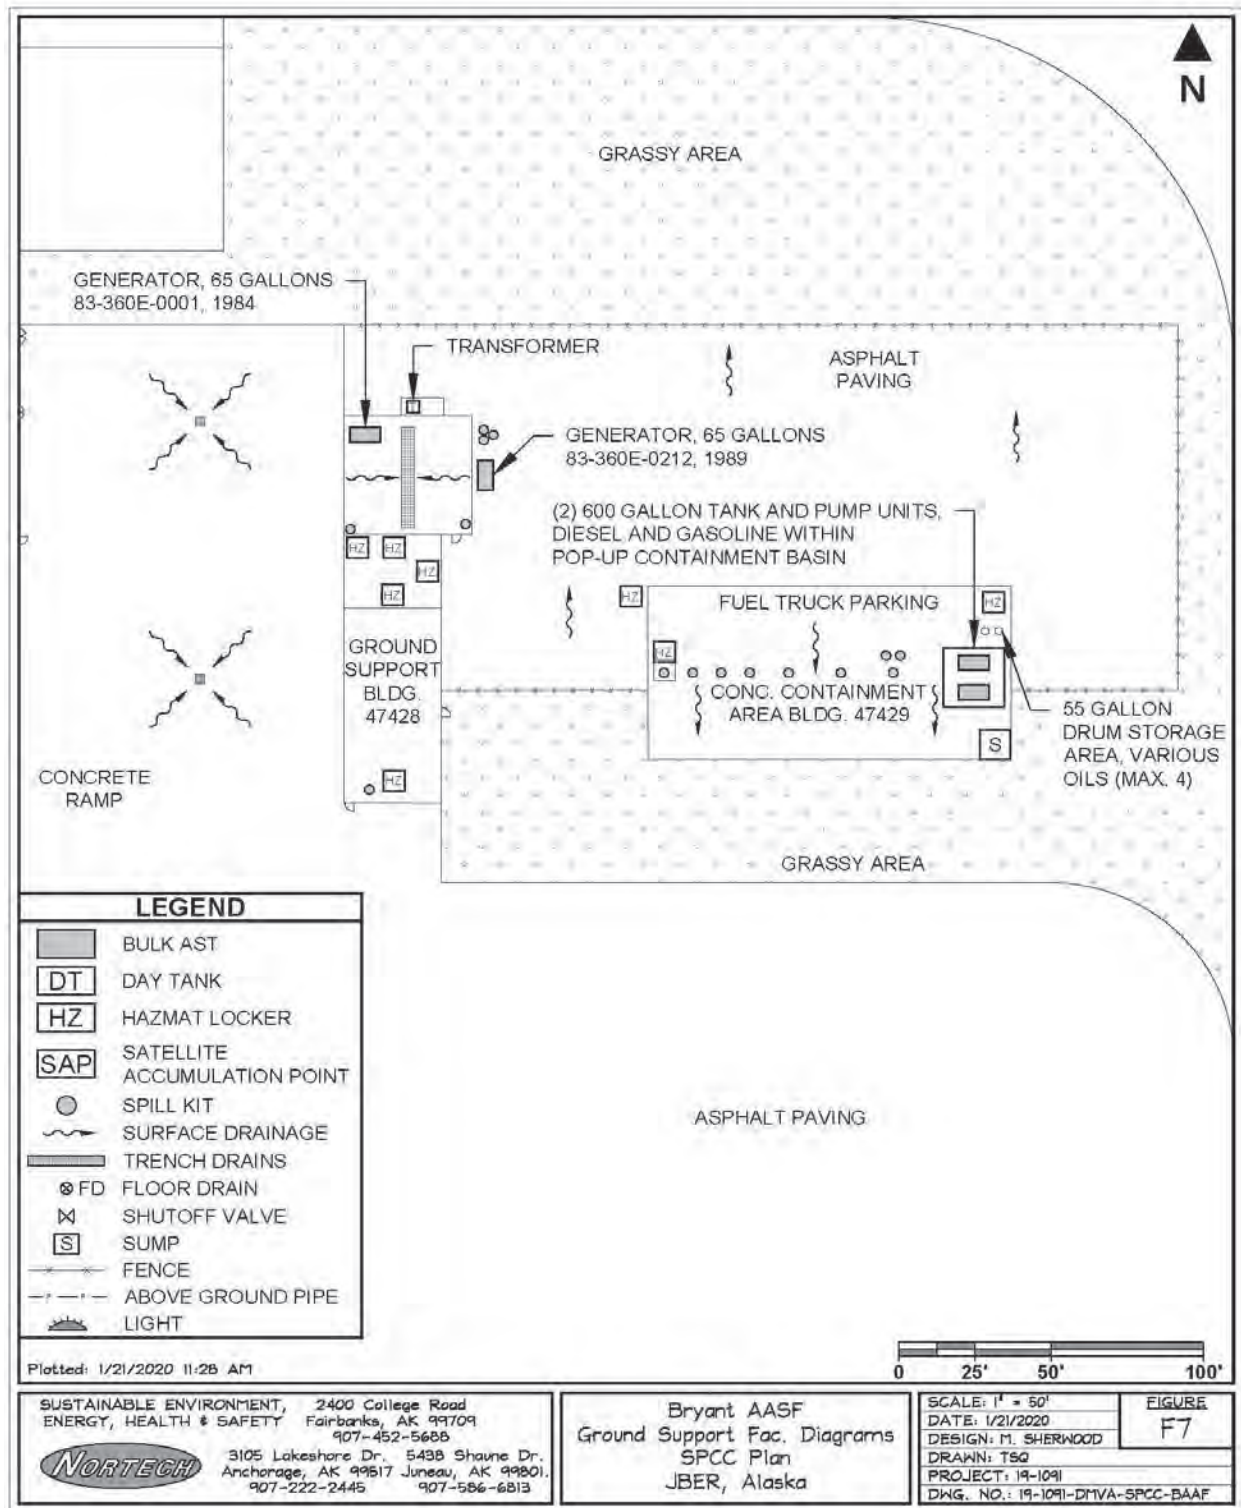 N
GRASSY AREA
GENERATOR, 65 GALLONS
83-360E-0001, 1984
TRANSFORMER
ASPHALT
PAVING
GENERATOR, 65 GALLONS
83-360E-0212, 1989
(2) 600 GALLON TANK AND PUMP UNITS,
DIESEL AND GASOLINE WITHIN
POP-UP CONTAINMENT BASIN
HZ
HZ
HZ
HZ
HZ
FUEL TRUCK PARKING
HZ
GROUND
SUPPORT
BLDG.
47428
HZ
CONC. CONTAINMENT
AREA BLDG. 47429
S
55 GALLON
DRUM STORAGE
AREA, VARIOUS
OILS (MAX. 4)
CONCRETE
RAMP
HZ
GRASSY AREA
LEGEND
BULK AST
DT DAY TANK
HZ HAZMAT LOCKER
SAP SATELLITE
ACCUMULATION POINT
SPILL KIT
SURFACE DRAINAGE
TRENCH DRAINS
FD FLOOR DRAIN
SHUTOFF VALVE
S SUMP
FENCE
ABOVE GROUND PIPE
LIGHT
ASPHALT PAVING
Plotted: 1/21/2020 11:28 AM
0 25' 50' 100'
SUSTAINABLE ENVIRONMENT,
ENERGY, HEALTH & SAFETY
2400 College Road
Fairbanks, AK 99709
907-452-5688
NORTECH
3105 Lakeshore Dr.
Anchorage, AK 99517
907-222-2445
5438 Shaune Dr.
Juneau, AK 99801.
907-586-6813
Bryant AASF
Ground Support Fac. Diagrams
SPCC Plan
JBER, Alaska
SCALE: 1" = 50'
DATE: 1/21/2020
DESIGN: M. SHERWOOD
DRAWN: TSQ
PROJECT: 19-1091
DWG. NO.: 19-1091-DMVA-SPCC-BAAF
FIGURE
F7